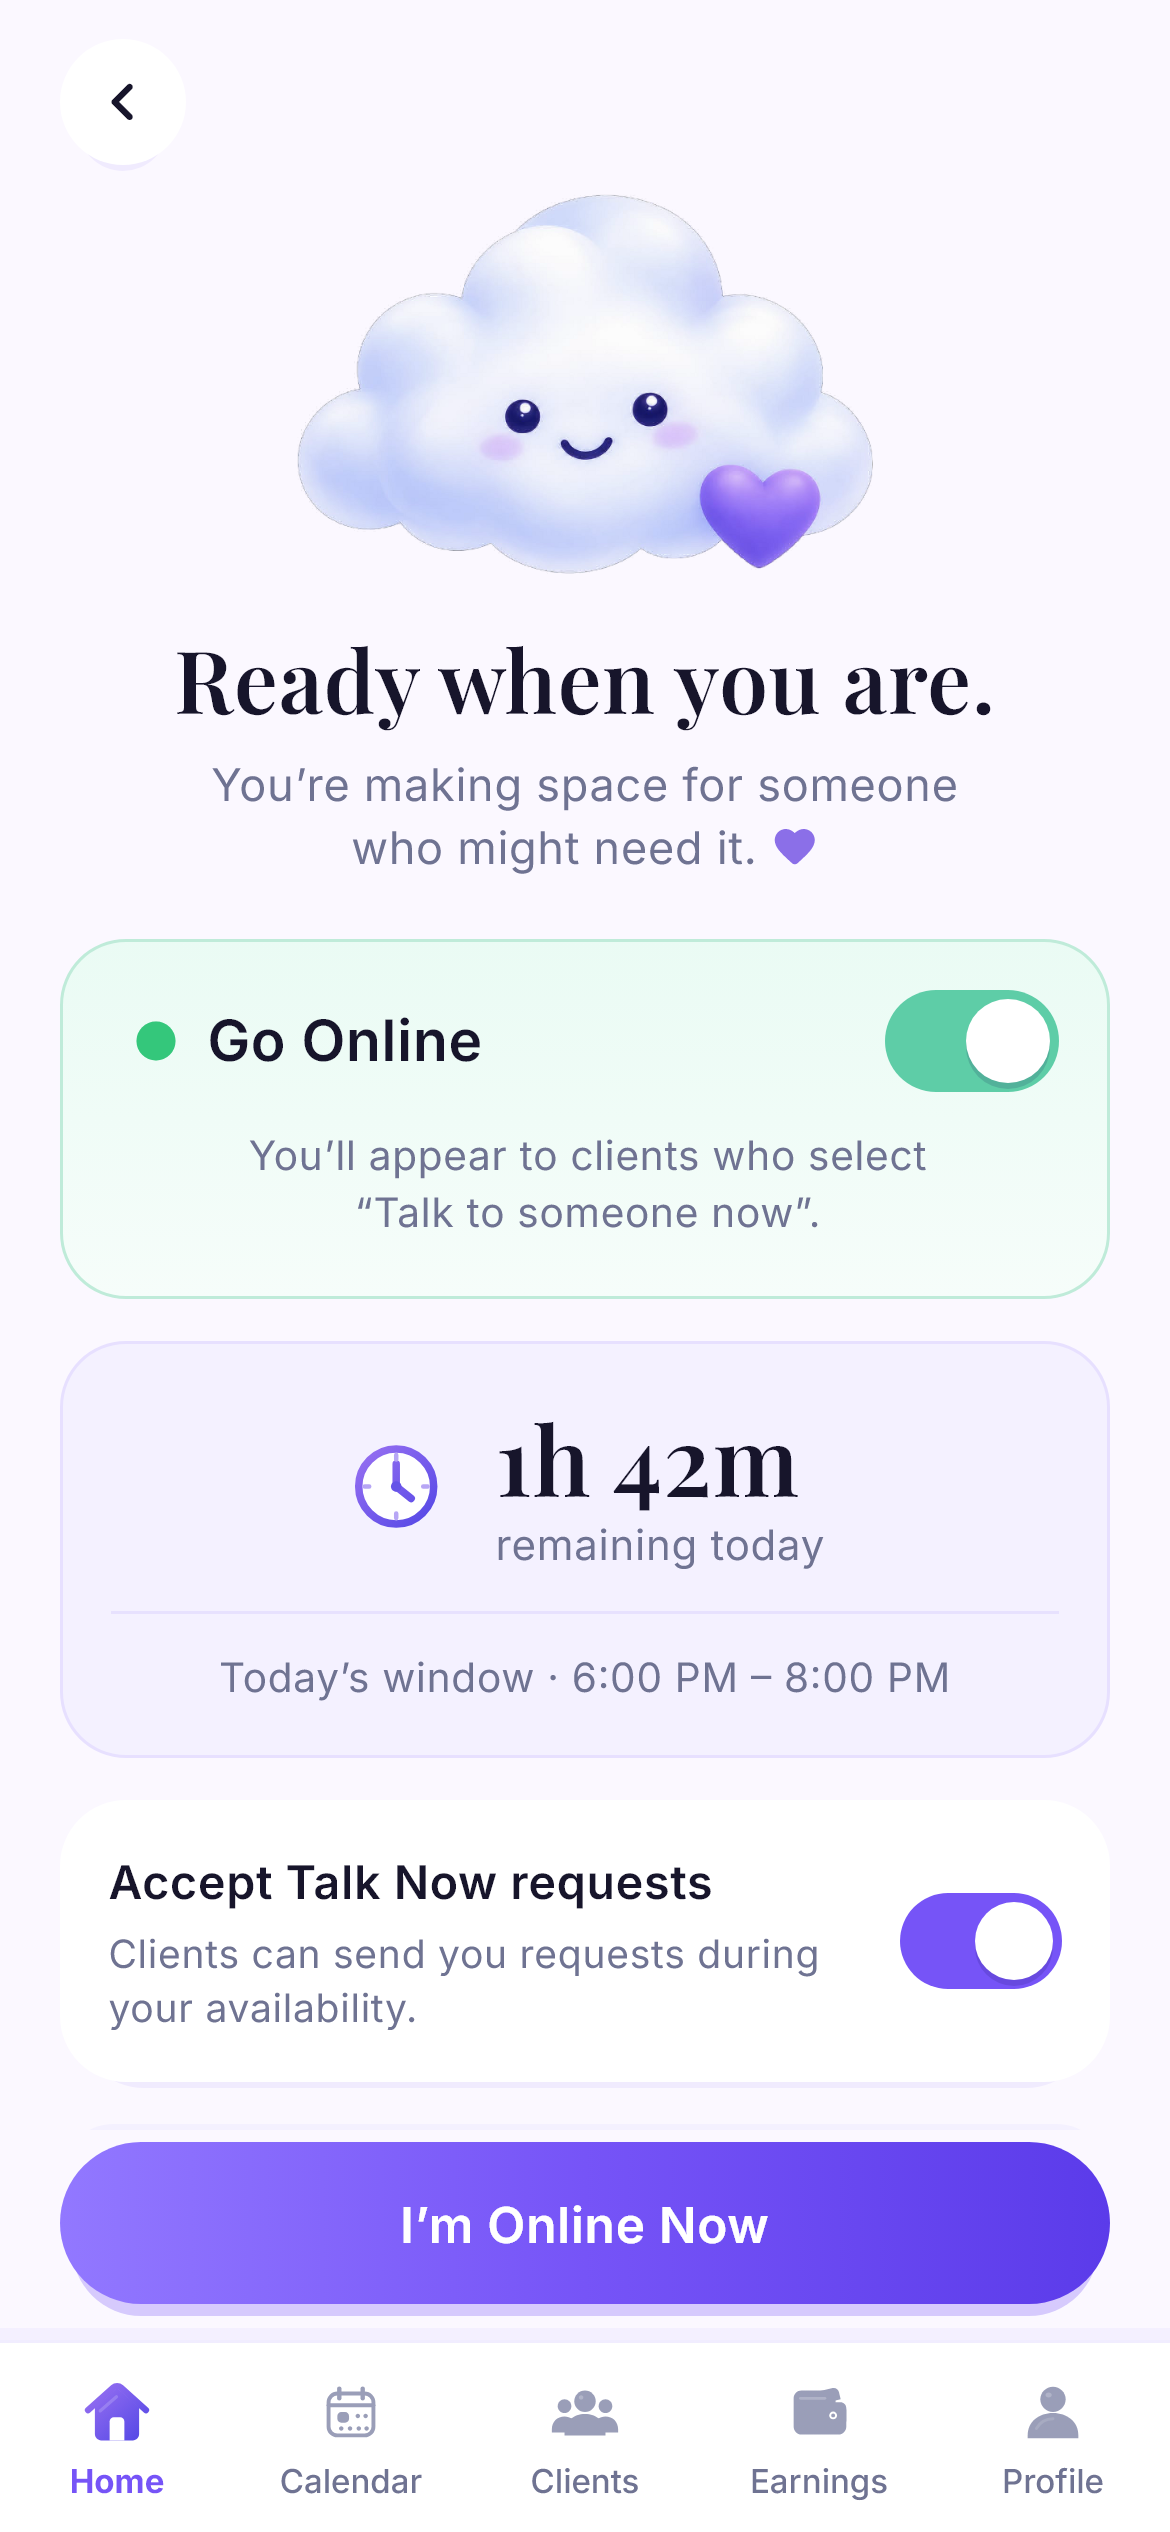 Ready when you are.
You’re making space for someone
who might need it. 💜
Go Online
You’ll appear to clients who select
“Talk to someone now”.
1h 42m
remaining today
Today’s window · 6:00 PM – 8:00 PM
Accept Talk Now requests
Clients can send you requests during
your availability.
I’m Online Now
Home
Calendar
Clients
Earnings
Profile